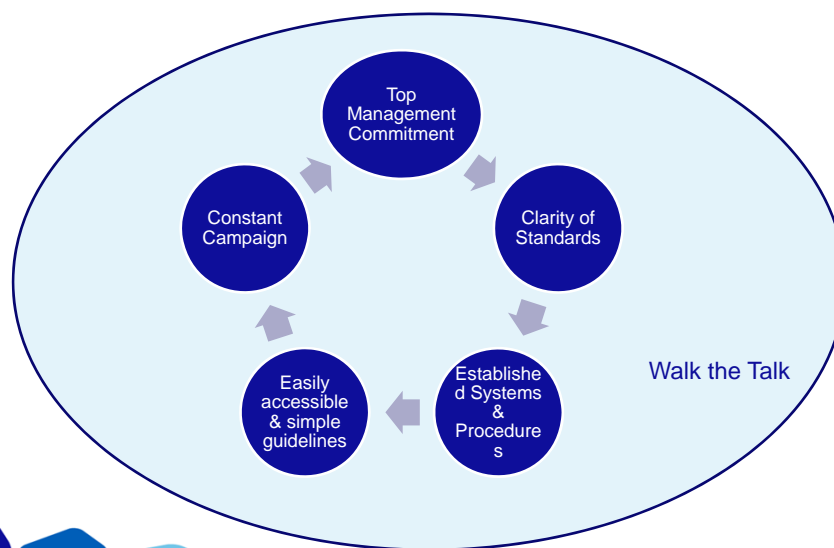 Top
Management
Commitment
Clarity of
Standards
Establishe
d Systems
&
Procedure
s
Easily
accessible
& simple
guidelines
Constant
Campaign
Walk the Talk